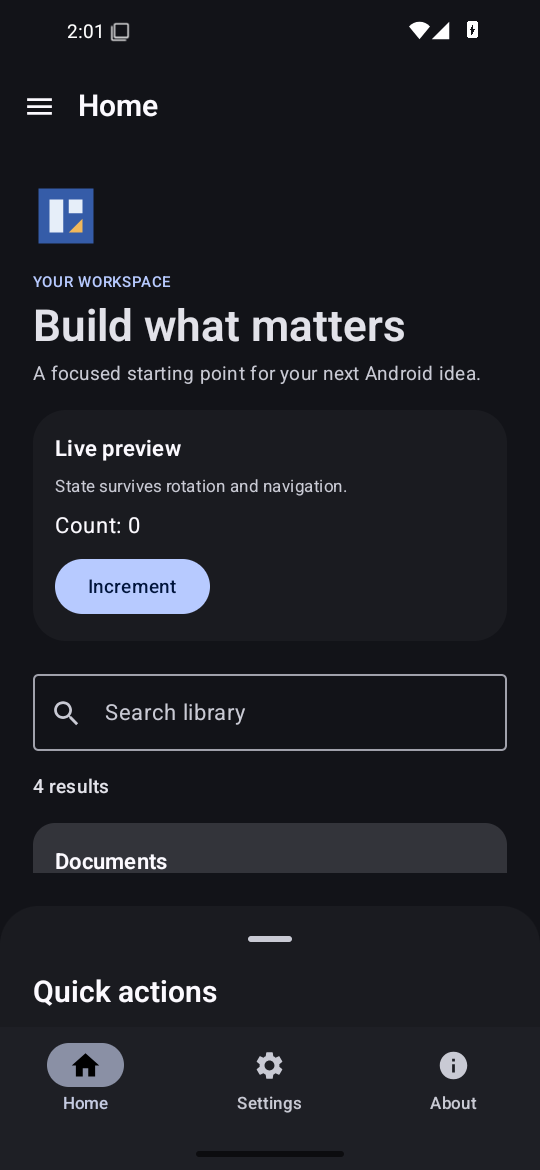 2:01
Home
YOUR WORKSPACE
Build what matters
A focused starting point for your next Android idea.
Live preview
State survives rotation and navigation.
Count: 0
Increment
Search library
4 results
Documents
Quick actions
Home
Settings
About